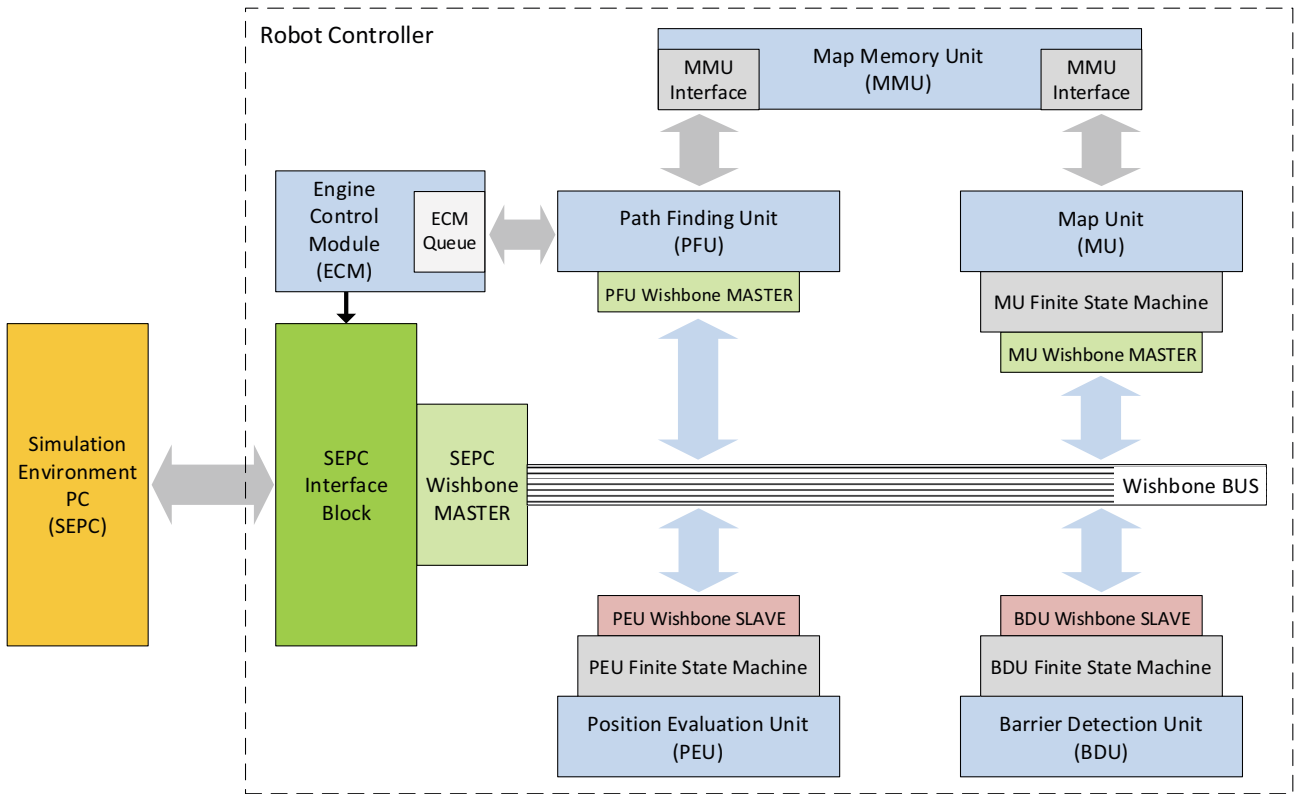 Robot Controller
MMU
Interface
Map Memory Unit
(MMU)
MMU
Interface
Engine
Control
Module
(ECM)
ECM
Queue
Path Finding Unit
(PFU)
PFU Wishbone MASTER
Map Unit
(MU)
MU Finite State Machine
MU Wishbone MASTER
Simulation
Environment
PC
(SEPC)
SEPC
Interface
Block
SEPC
Wishbone
MASTER
Wishbone BUS
PEU Wishbone SLAVE
PEU Finite State Machine
Position Evaluation Unit
(PEU)
BDU Wishbone SLAVE
BDU Finite State Machine
Barrier Detection Unit
(BDU)